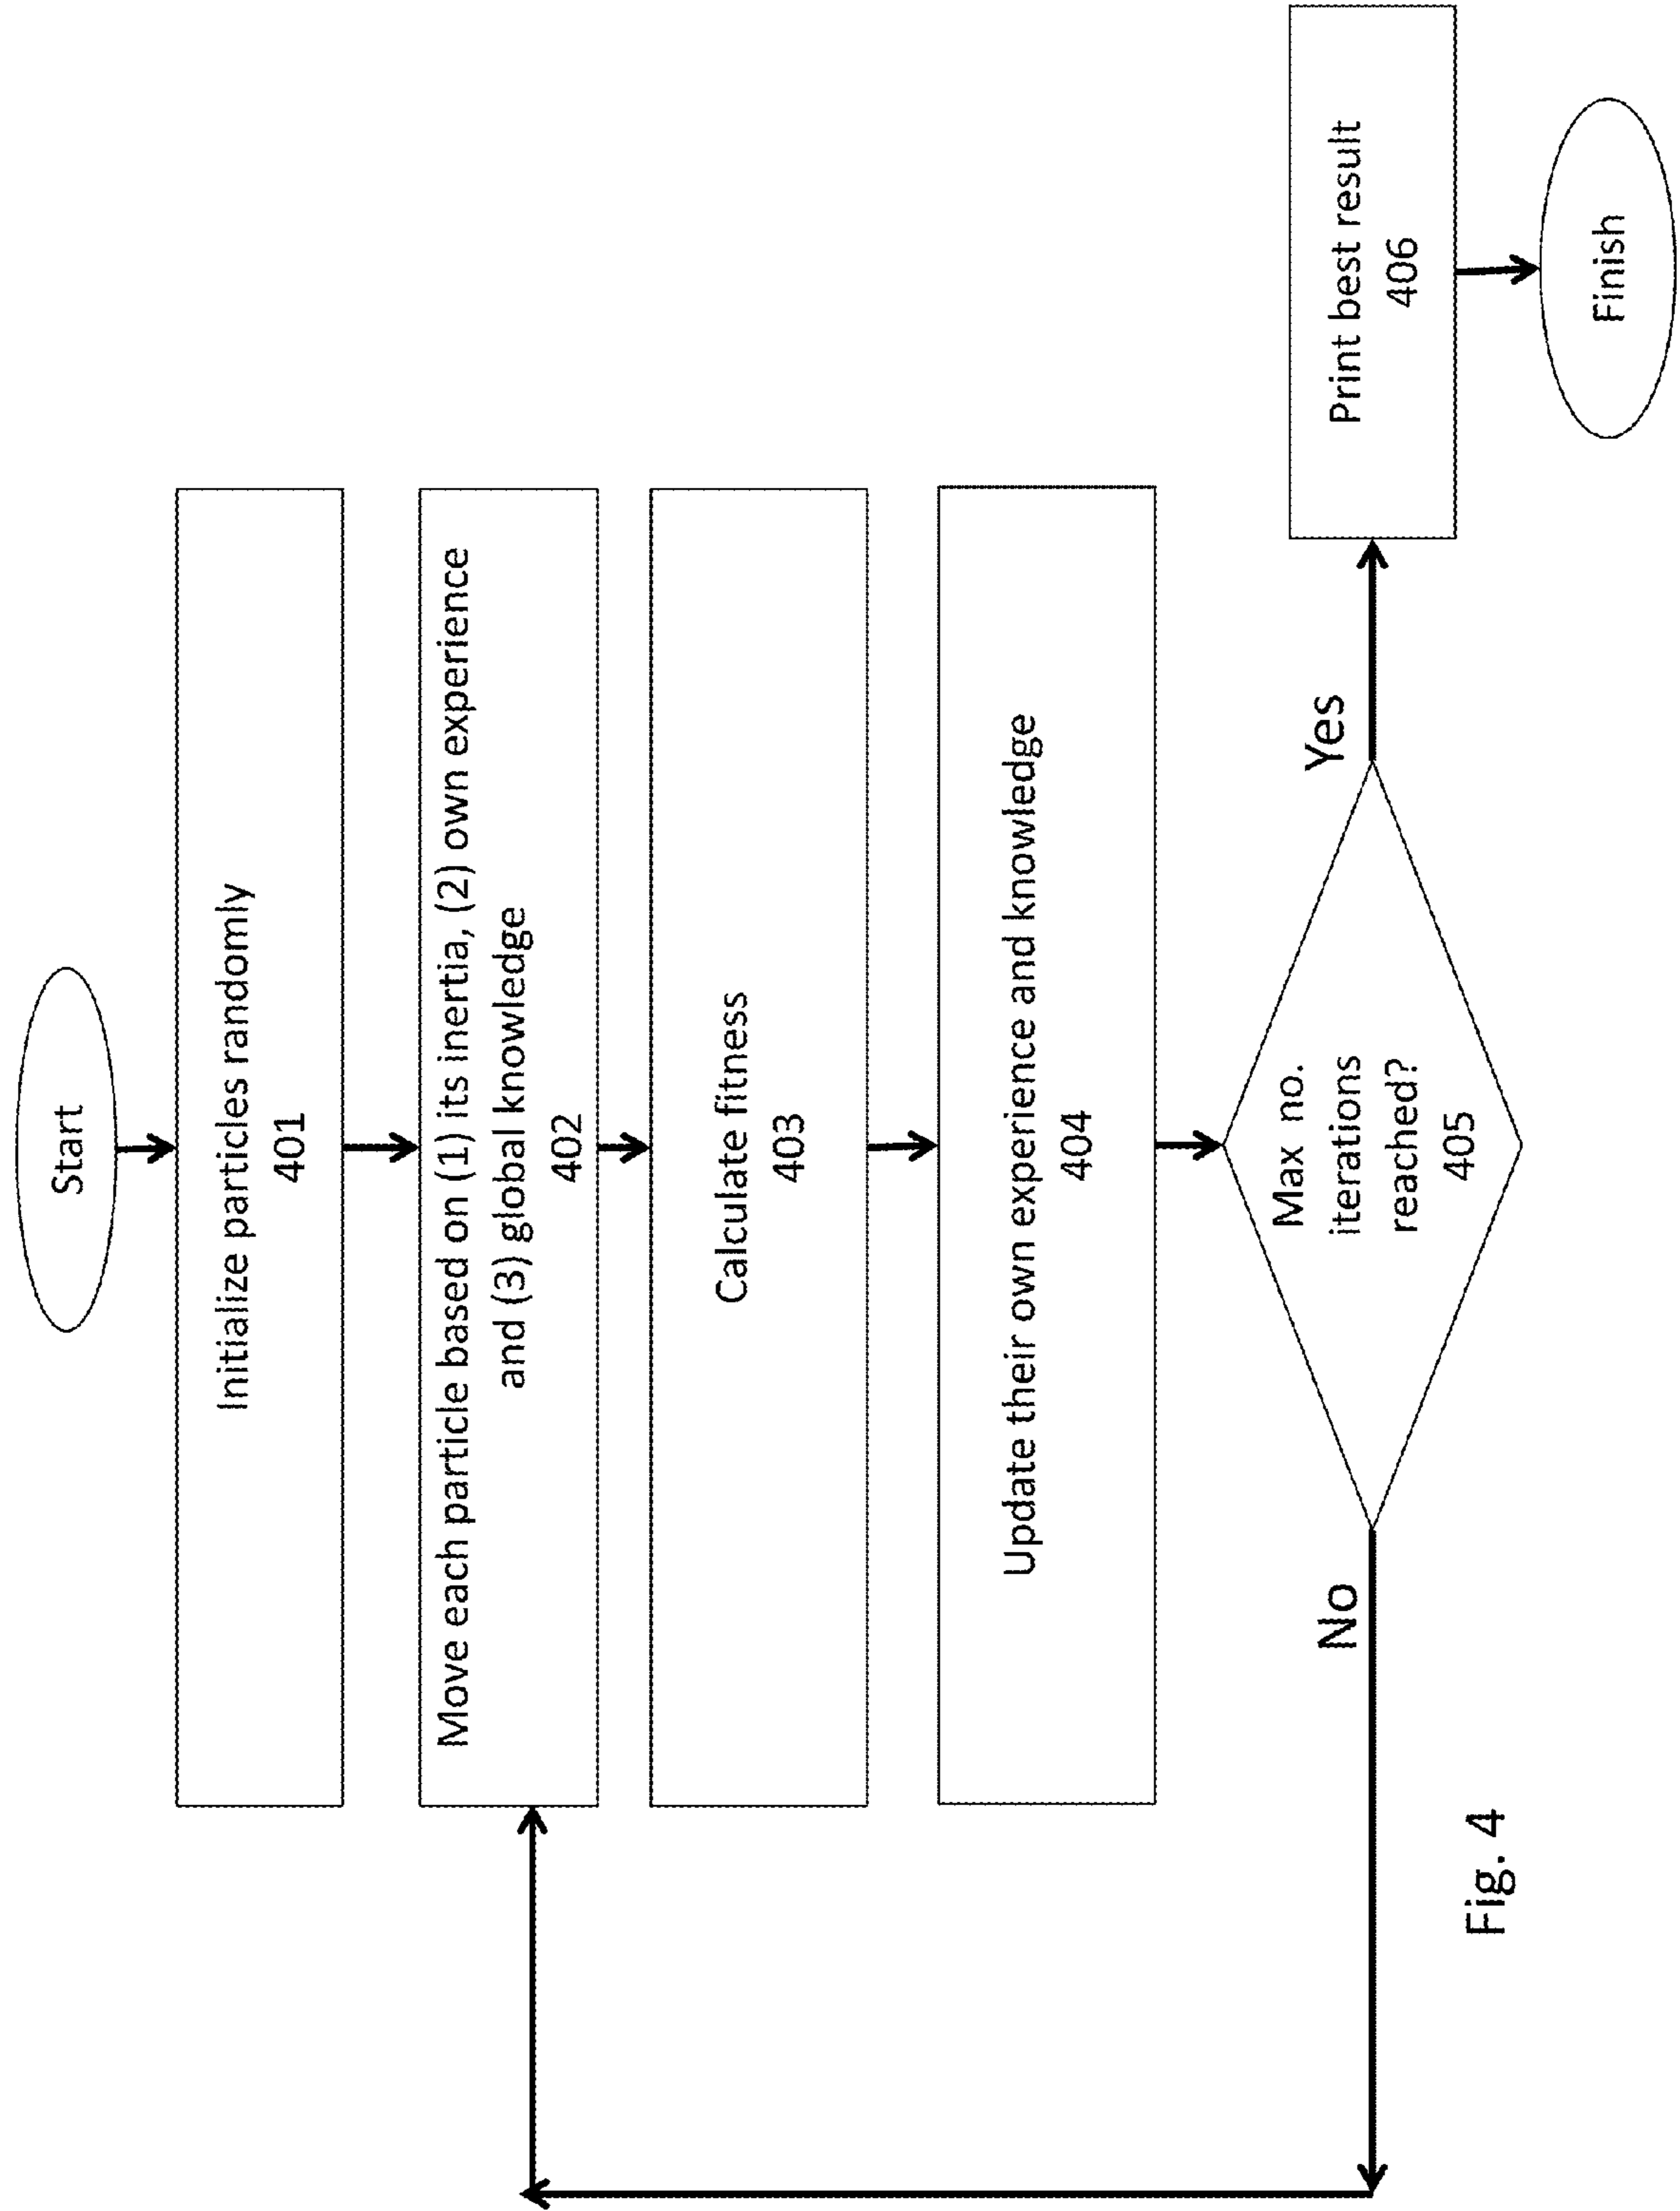 Start
Initialize particles randomly
401
Move each particle based on (1) its inertia, (2) own experience
and (3) global knowledge
402
Calculate fitness
403
Update their own experience and knowledge
404
Max no.
iterations
reached?
405
No
Yes
Print best result
406
Finish
Fig. 4